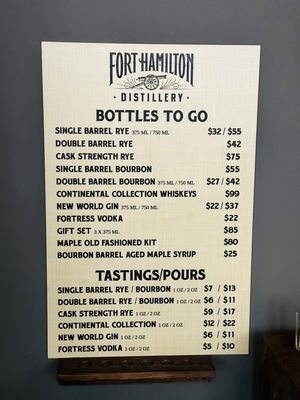 FORT HAMILTON
· DISTILLERY ·
BOTTLES TO GO
SINGLE BARREL RYE 375 ML / 750 ML $32 / $55
DOUBLE BARREL RYE $42
CASK STRENGTH RYE $75
SINGLE BARREL BOURBON $55
DOUBLE BARREL BOURBON 375 ML / 750 ML $27 / $42
CONTINENTAL COLLECTION WHISKEYS $99
NEW WORLD GIN 375 ML / 750 ML $22 / $37
FORTRESS VODKA $22
GIFT SET 3 X 375 ML $85
MAPLE OLD FASHIONED KIT $80
BOURBON BARREL AGED MAPLE SYRUP $25
TASTINGS/POURS
SINGLE BARREL RYE / BOURBON 1 OZ / 2 OZ $7 / $13
DOUBLE BARREL RYE / BOURBON 1 OZ / 2 OZ $6 / $11
CASK STRENGTH RYE 1 OZ / 2 OZ $9 / $17
CONTINENTAL COLLECTION 1 OZ / 2 OZ $12 / $22
NEW WORLD GIN 1 OZ / 2 OZ $6 / $11
FORTRESS VODKA 1 OZ / 2 OZ $5 / $10